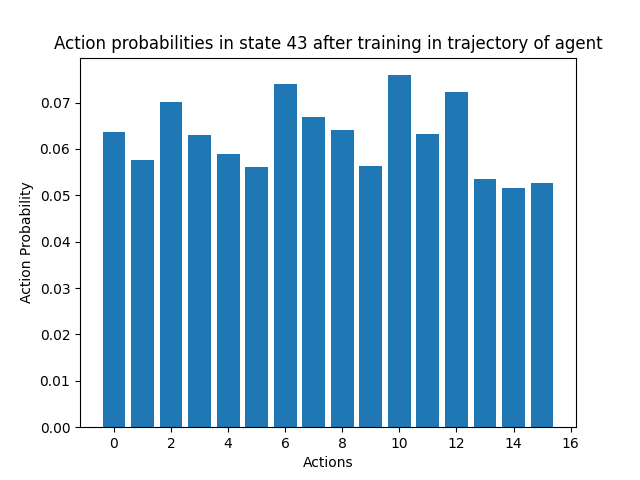 Action probabilities in state 43 after training in trajectory of agent
0.07
0.06
0.05
0.04
0.03
0.02
0.01
0.00
Action Probability
0 2 4 6 8 10 12 14 16
Actions